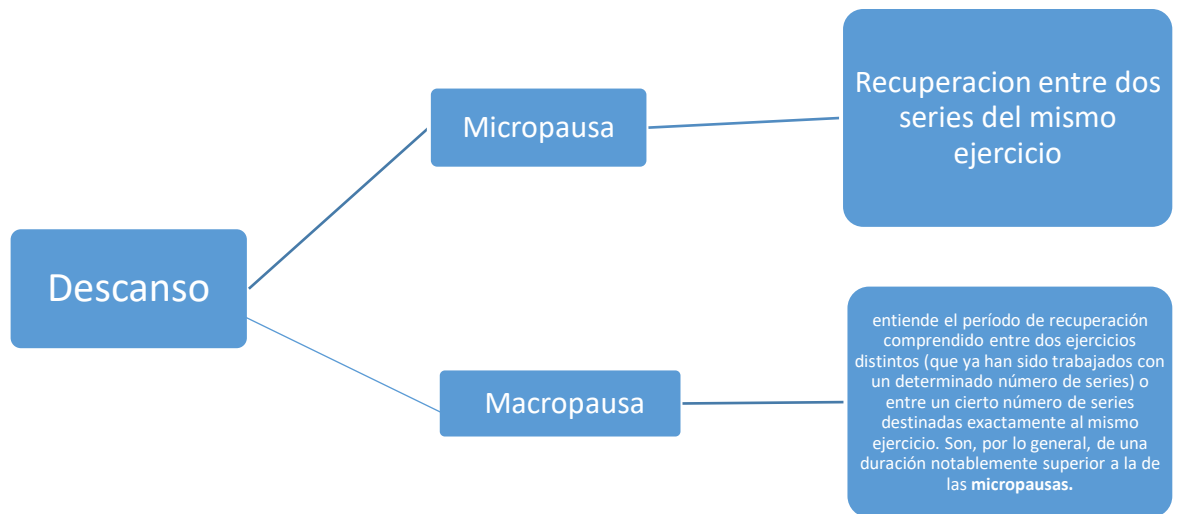 Descanso
Micropausa
Recuperacion entre dos
series del mismo
ejercicio
Macropausa
entiende el período de recuperación
comprendido entre dos ejercicios
distintos (que ya han sido trabajados con
un determinado número de series) o
entre un cierto número de series
destinadas exactamente al mismo
ejercicio. Son, por lo general, de una
duración notablemente superior a la de
las micropausas.